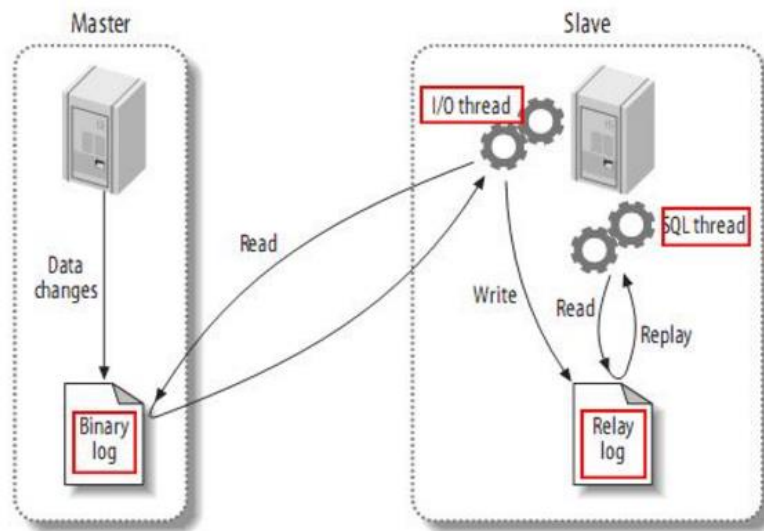 Master
Slave
I/O thread
SQL thread
Read
Data
changes
Write
Read
Replay
Binary
log
Relay
log